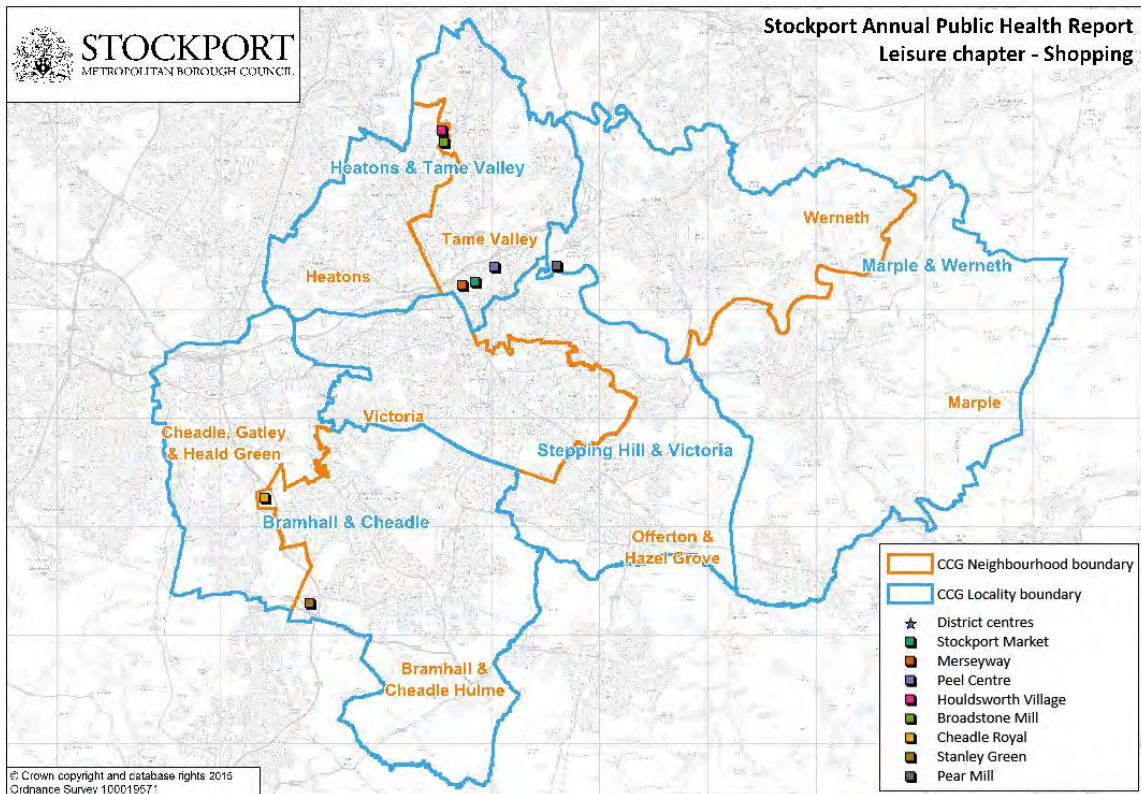 STOCKPORT
METROPOLITAN BOROUGH COUNCIL
Stockport Annual Public Health Report
Leisure chapter - Shopping
Heatons & Tame Valley
Werneth
Tame Valley
Marple & Werneth
Heatons
Marple
Victoria
Cheadle, Gatley
& Heald Green
Stepping Hill & Victoria
Bramhall & Cheadle
Offerton &
Hazel Grove
Bramhall &
Cheadle Hulme
CCG Neighbourhood boundary
CCG Locality boundary
District centres
Stockport Market
Merseyway
Peel Centre
Houldsworth Village
Broadstone Mill
Cheadle Royal
Stanley Green
Pear Mill
© Crown copyright and database rights 2015
Ordnance Survey 100019571